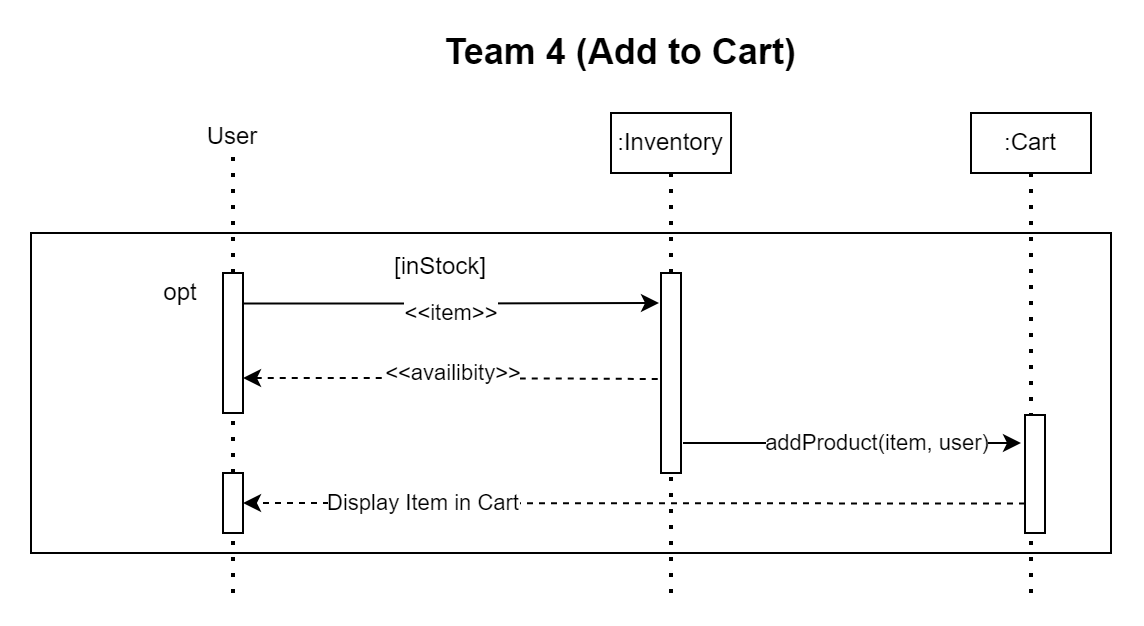 Team 4 (Add to Cart)
User
:Inventory
:Cart
[inStock]
opt
<<item>>
<<availibity>>
addProduct(item, user)
Display Item in Cart